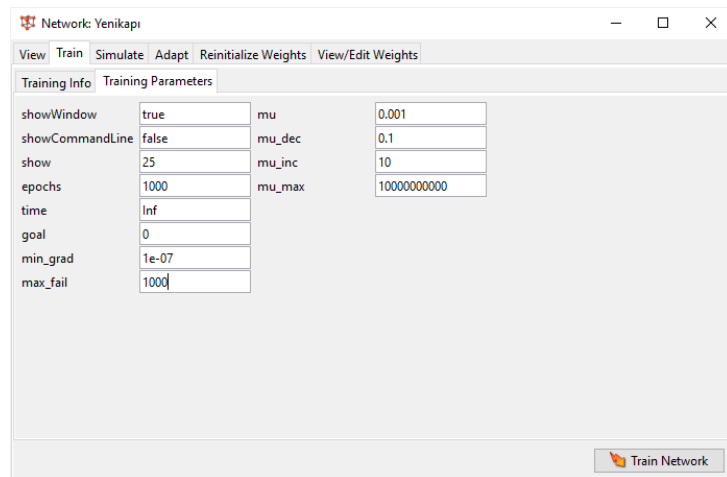 Network: Yenikapı
View Train Simulate Adapt Reinitialize Weights View/Edit Weights
Training Info Training Parameters
showWindow true mu 0.001
showCommandLine false mu_dec 0.1
show 25 mu_inc 10
epochs 1000 mu_max 10000000000
time Inf
goal 0
min_grad 1e-07
max_fail 1000
Train Network